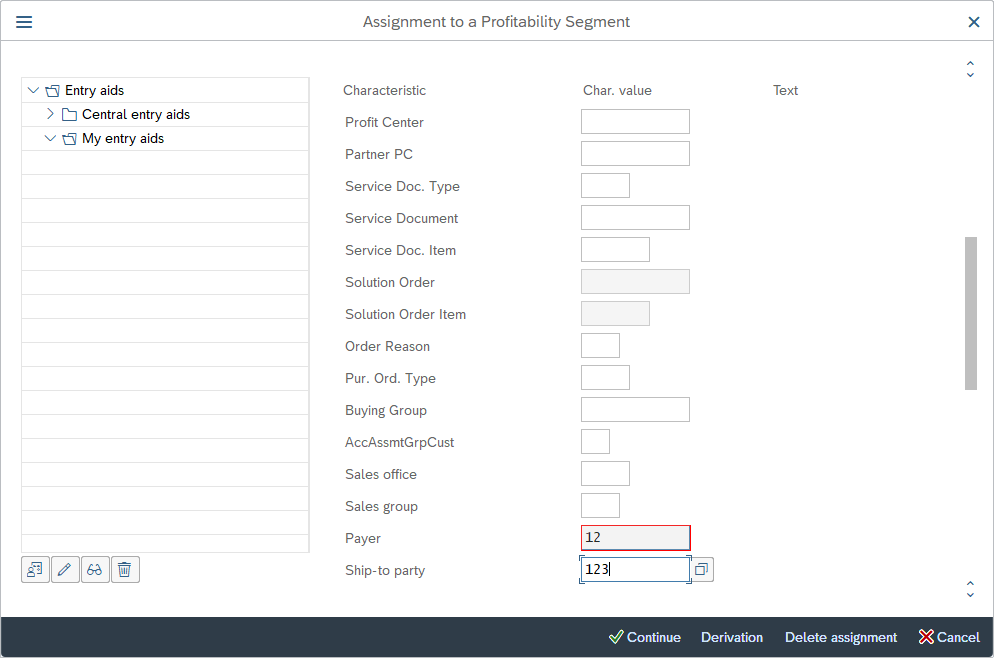 Assignment to a Profitability Segment
Entry aids
Central entry aids
My entry aids
Characteristic Char. value Text
Profit Center
Partner PC
Service Doc. Type
Service Document
Service Doc. Item
Solution Order
Solution Order Item
Order Reason
Pur. Ord. Type
Buying Group
AccAssmtGrpCust
Sales office
Sales group
Payer 12
Ship-to party 123
Continue Derivation Delete assignment Cancel